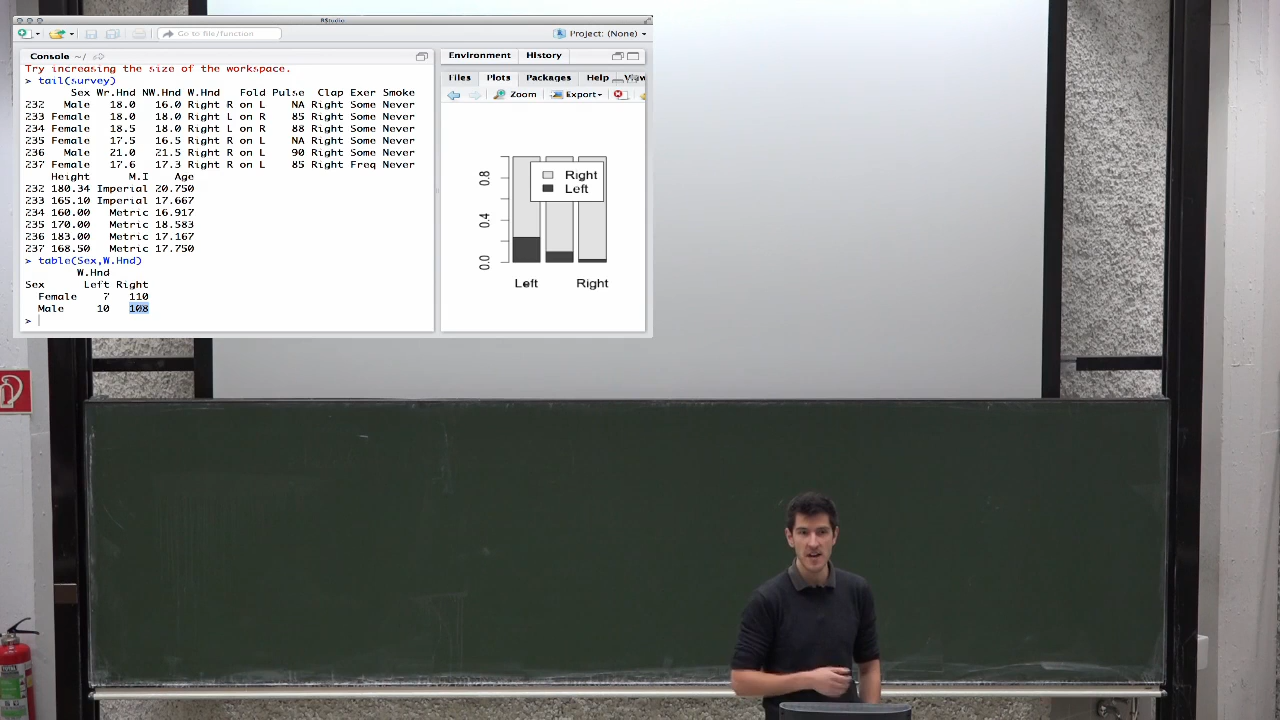 RStudio
Go to file/function
Project: (None)
Console ~/
Try increasing the size of the workspace.
> tail(survey)
Sex Wr.Hnd NW.Hnd W.Hnd Fold Pulse Clap Exer Smoke
232 Male 18.0 16.0 Right R on L NA Right Some Never
233 Female 18.0 18.0 Right L on R 85 Right Some Never
234 Female 18.5 18.0 Right L on R 88 Right Some Never
235 Female 17.5 16.5 Right R on L NA Right Some Never
236 Male 21.0 21.5 Right R on L 90 Right Some Never
237 Female 17.6 17.3 Right R on L 85 Right Freq Never
Height M.I Age
232 180.34 Imperial 20.750
233 165.10 Imperial 17.667
234 160.00 Metric 16.917
235 170.00 Metric 18.583
236 183.00 Metric 17.167
237 168.50 Metric 17.750
> table(Sex,W.Hnd)
W.Hnd
Sex Left Right
Female 7 110
Male 10 108
>
Environment History
Files Plots Packages Help
Zoom Export
Right
Left
0.8
0.4
0.0
Left Right